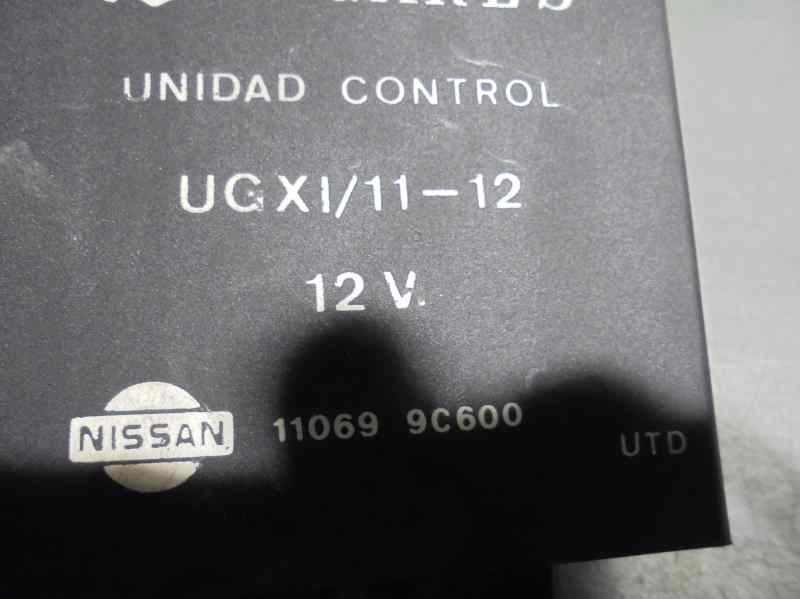 UNIDAD CONTROL
UGXI/11-12
12 V.
NISSAN 11069 9C600
UTD